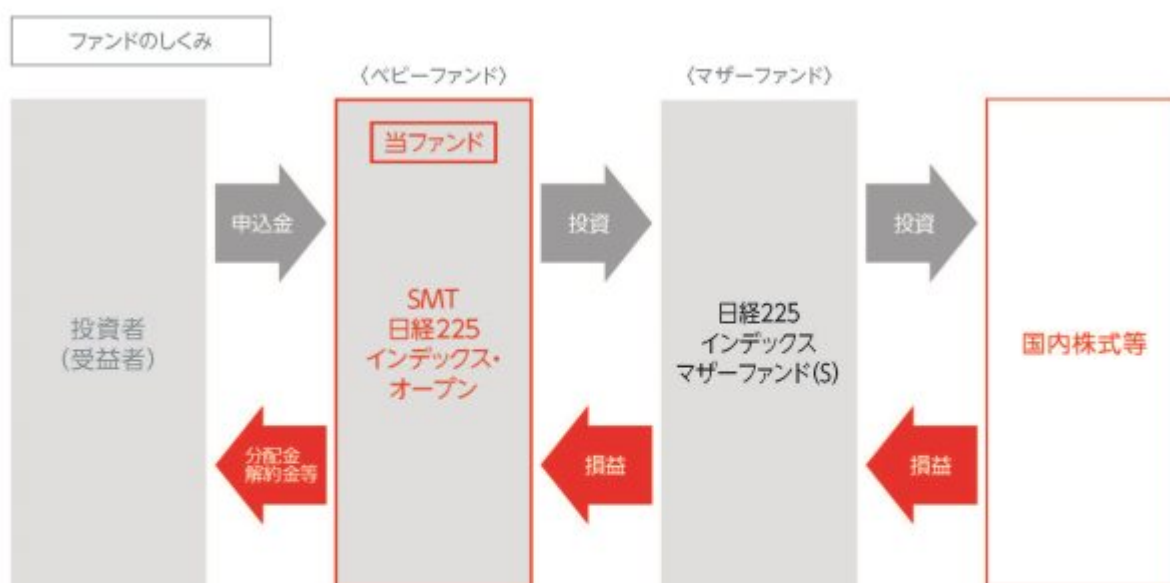 ファンドのしくみ
〈ベビーファンド〉
〈マザーファンド〉
投資者
(受益者)
申込金
分配金
解約金等
当ファンド
SMT
日経225
インデックス・
オープン
投資
損益
日経225
インデックス
マザーファンド(S)
投資
損益
国内株式等